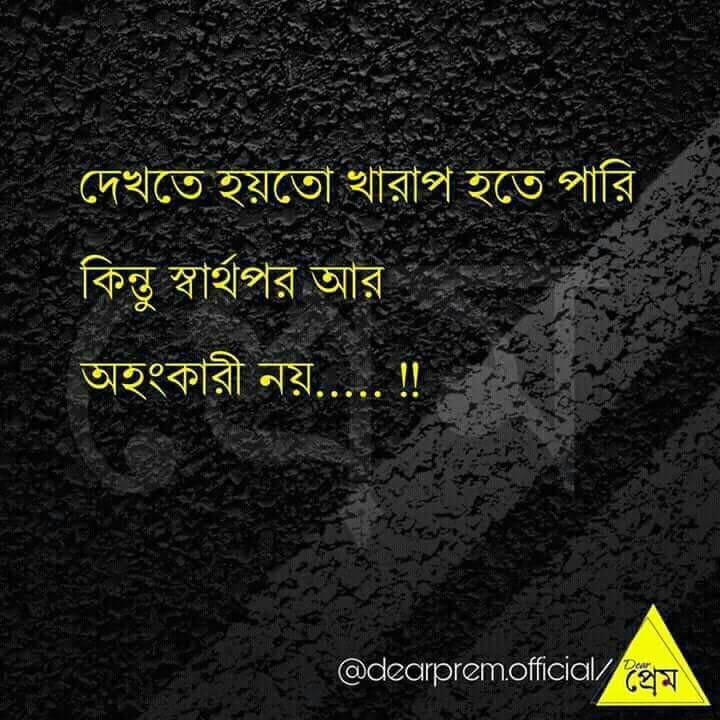 দেখতে হয়তো খারাপ হতে পারি
কিন্তু স্বার্থপর আর
অহংকারী নয়..... !!
প্রেম
@dearprem.official/
Dear
প্রেম